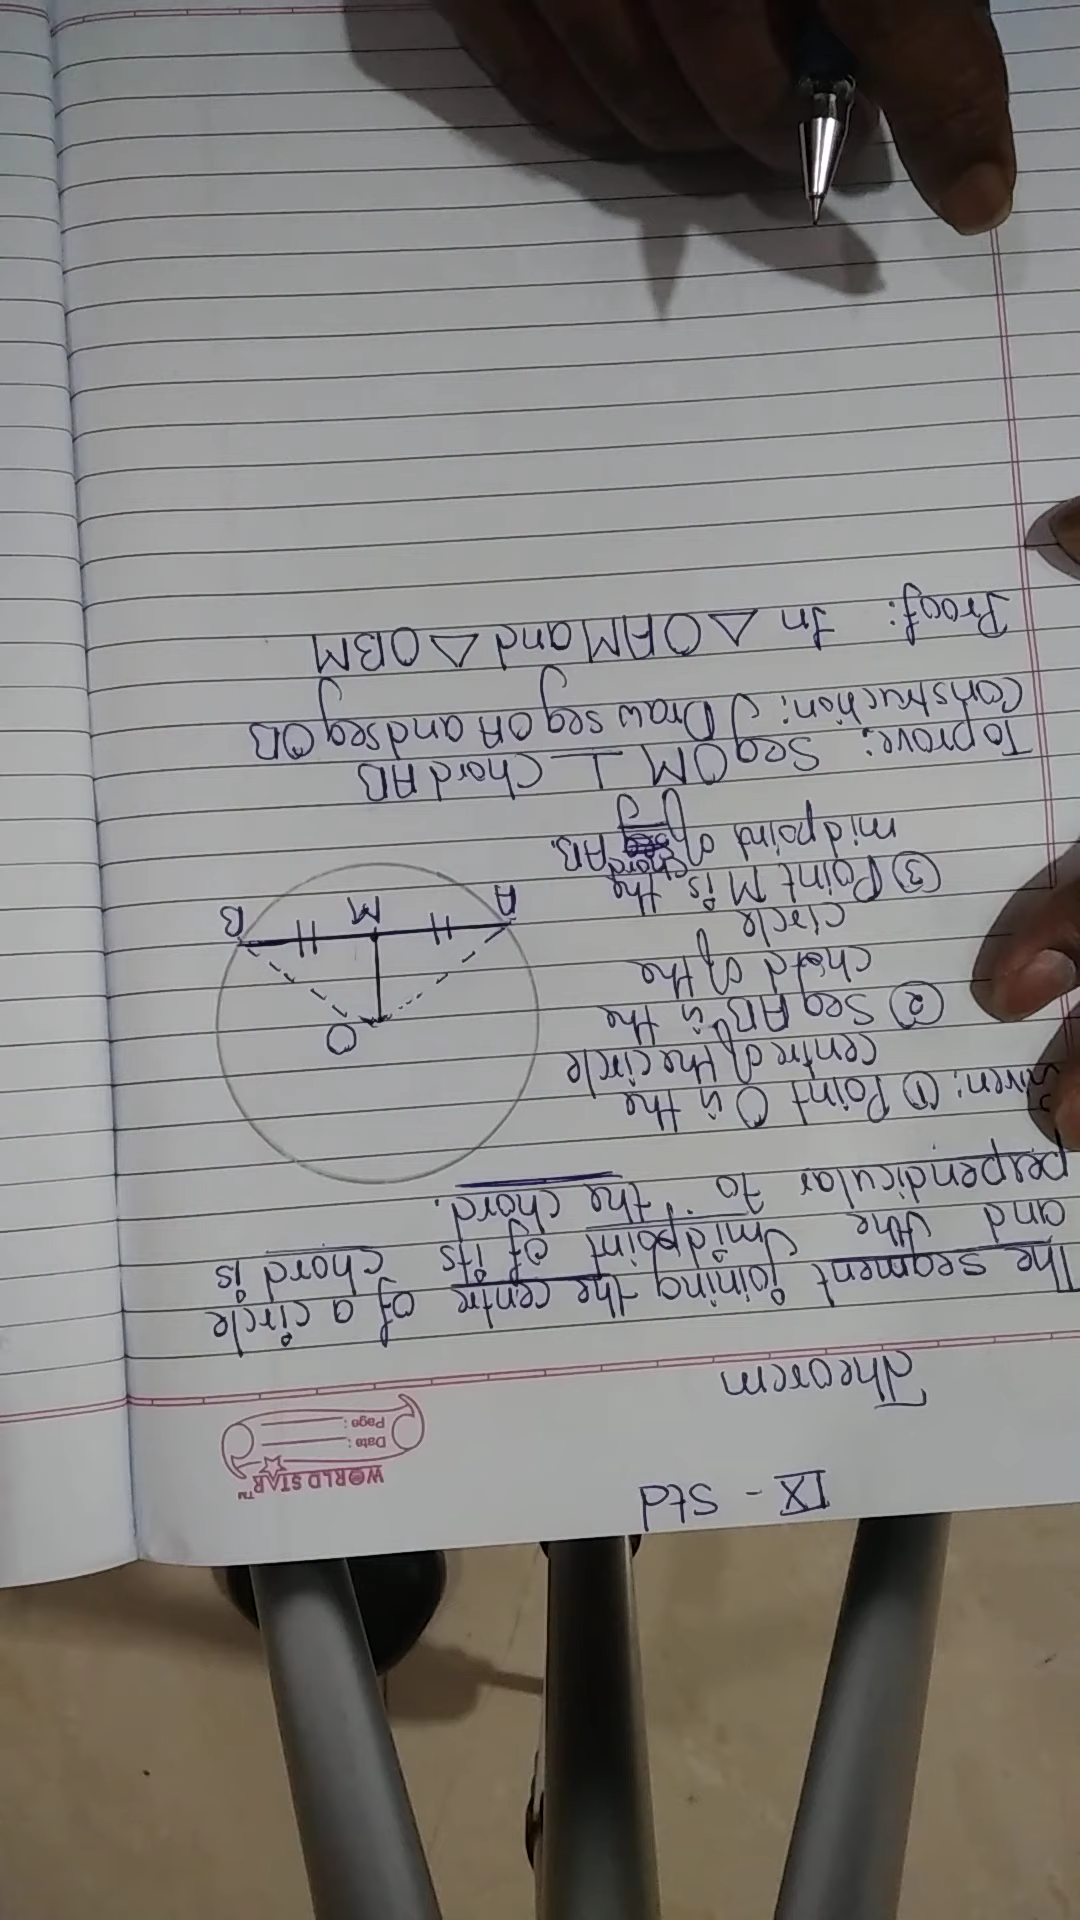 IX - Std
WORLD STAR™
Date :
Page :
Theorem
The segment joining the centre of a circle
and the midpoint of its chord is
perpendicular to the chord.
Given: ① Point O is the
centre of the circle
② Seg AB is the
chord of the
circle
③ Point M is the
midpoint of chord AB.
O
A M B
To prove: Seg OM ⊥ Chord AB
Construction: Draw seg OA and seg OB
Proof: In △ OAM and △ OBM